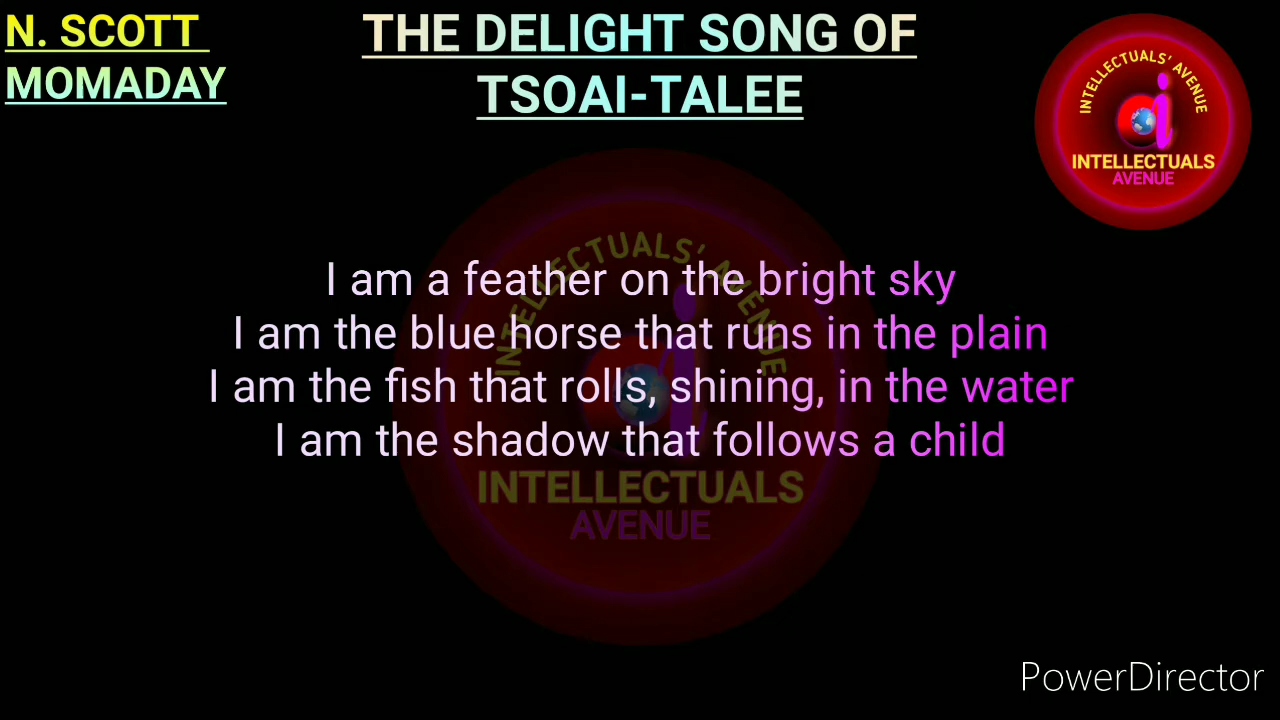 N. SCOTT
MOMADAY
THE DELIGHT SONG OF
TSOAI-TALEE
INTELLECTUALS' AVENUE
i
INTELLECTUALS
AVENUE
I am a feather on the bright sky
I am the blue horse that runs in the plain
I am the fish that rolls, shining, in the water
I am the shadow that follows a child
INTELLECTUALS' AVENUE
i
INTELLECTUALS
AVENUE
PowerDirector